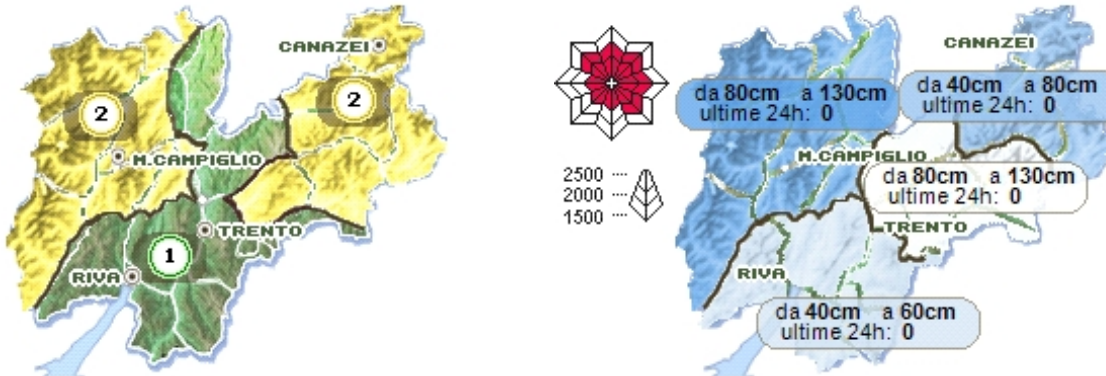 CANAZEI
2
2
M.CAMPIGLIO
TRENTO
1
RIVA
2500
2000
1500
CANAZEI
da 80cm a 130cm
ultime 24h: 0
da 40cm a 80cm
ultime 24h: 0
M.CAMPIGLIO
da 80cm a 130cm
ultime 24h: 0
TRENTO
RIVA
da 40cm a 60cm
ultime 24h: 0